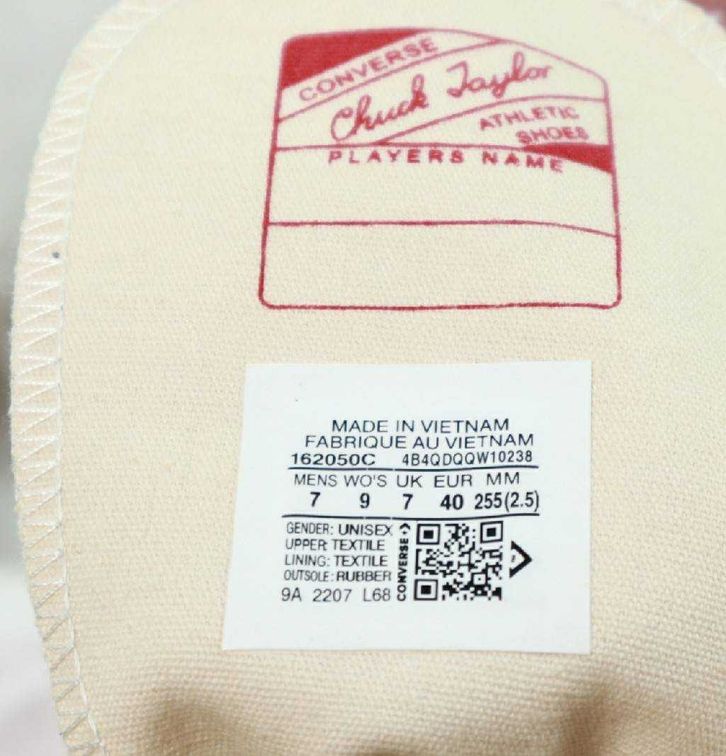 CONVERSE
Chuck Taylor
ATHLETIC
SHOES
PLAYERS NAME
MADE IN VIETNAM
FABRIQUE AU VIETNAM
162050C 4B4QDQQW10238
MENS WO'S UK EUR MM
7 9 7 40 255(2.5)
GENDER: UNISEX
UPPER TEXTILE
LINING: TEXTILE
OUTSOLE: RUBBER
9A 2207 L68
CONVERSE